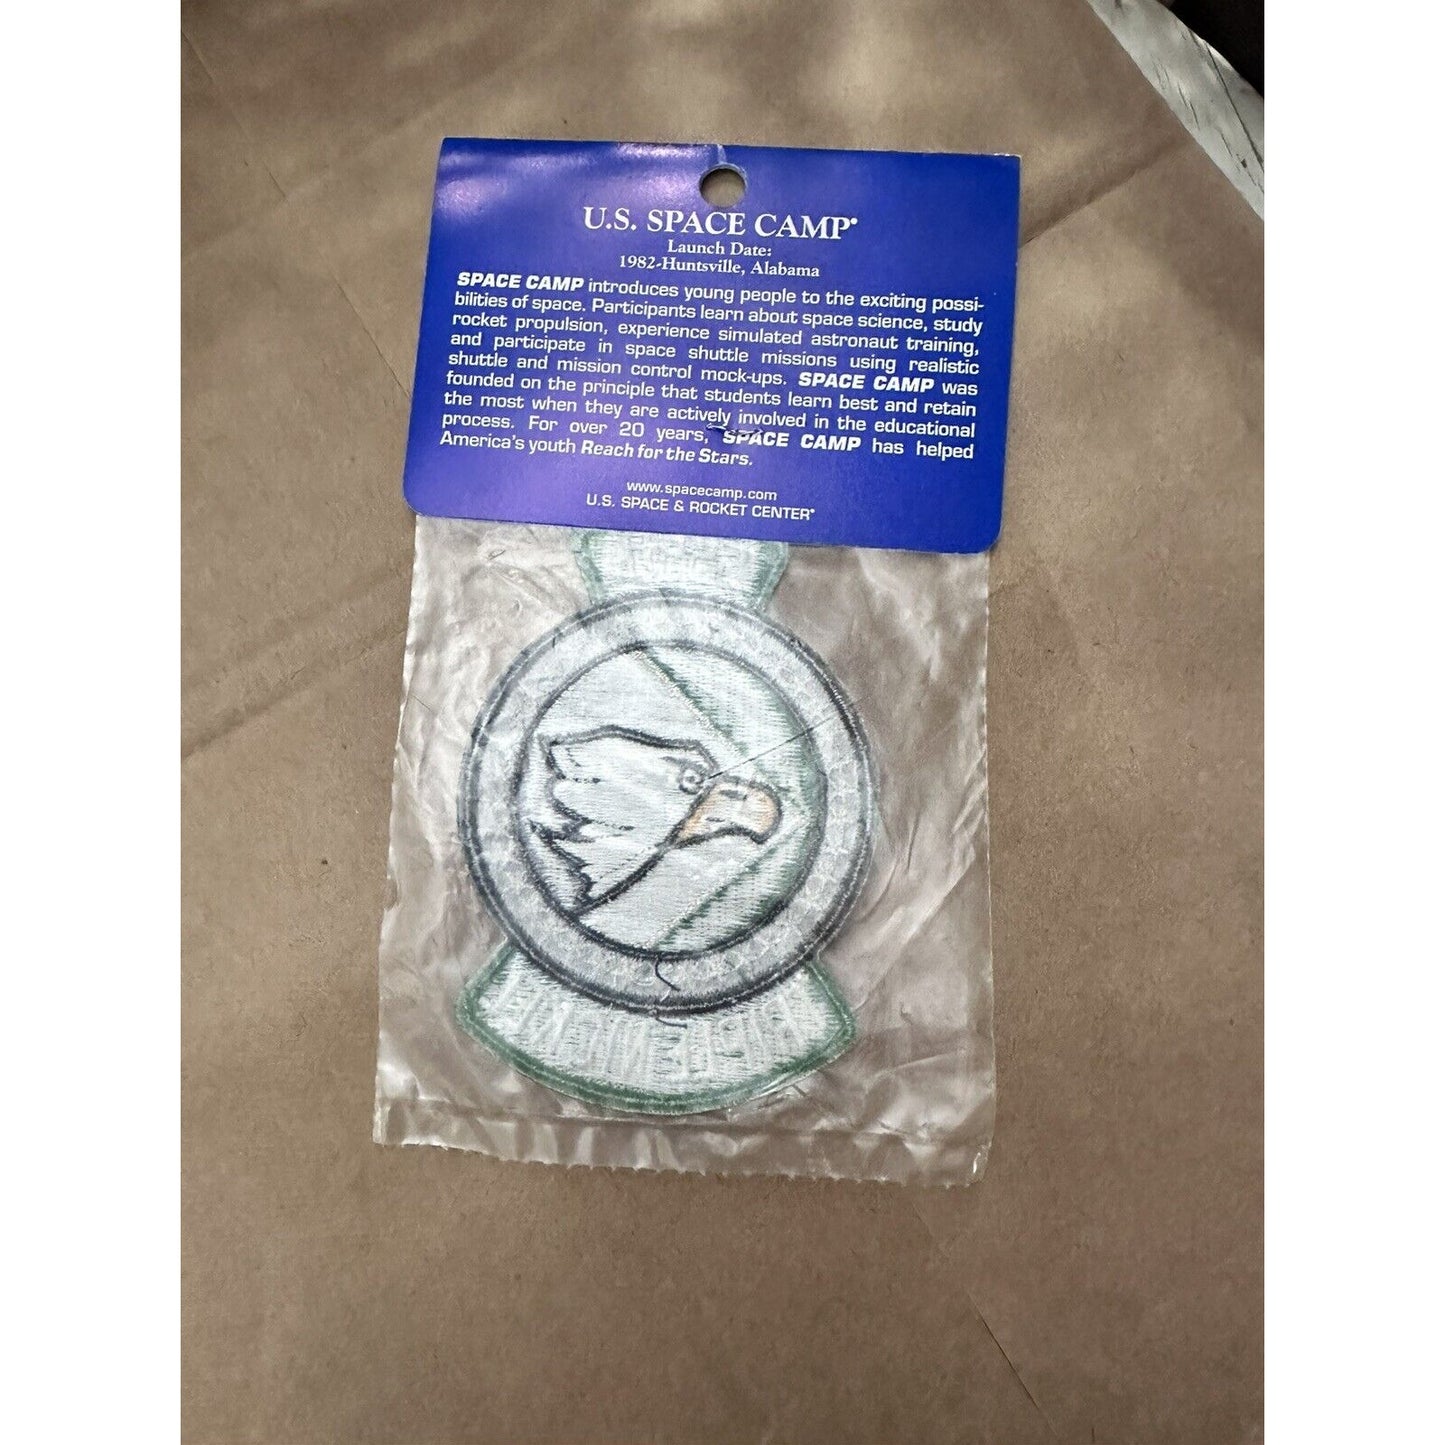 U.S. SPACE CAMP®
Launch Date:
1982-Huntsville, Alabama
SPACE CAMP introduces young people to the exciting possi-
bilities of space. Participants learn about space science, study
rocket propulsion, experience simulated astronaut training,
and participate in space shuttle missions using realistic
shuttle and mission control mock-ups. SPACE CAMP was
founded on the principle that students learn best and retain
the most when they are actively involved in the educational
process. For over 20 years, SPACE CAMP has helped
America's youth Reach for the Stars.
www.spacecamp.com
U.S. SPACE & ROCKET CENTER®